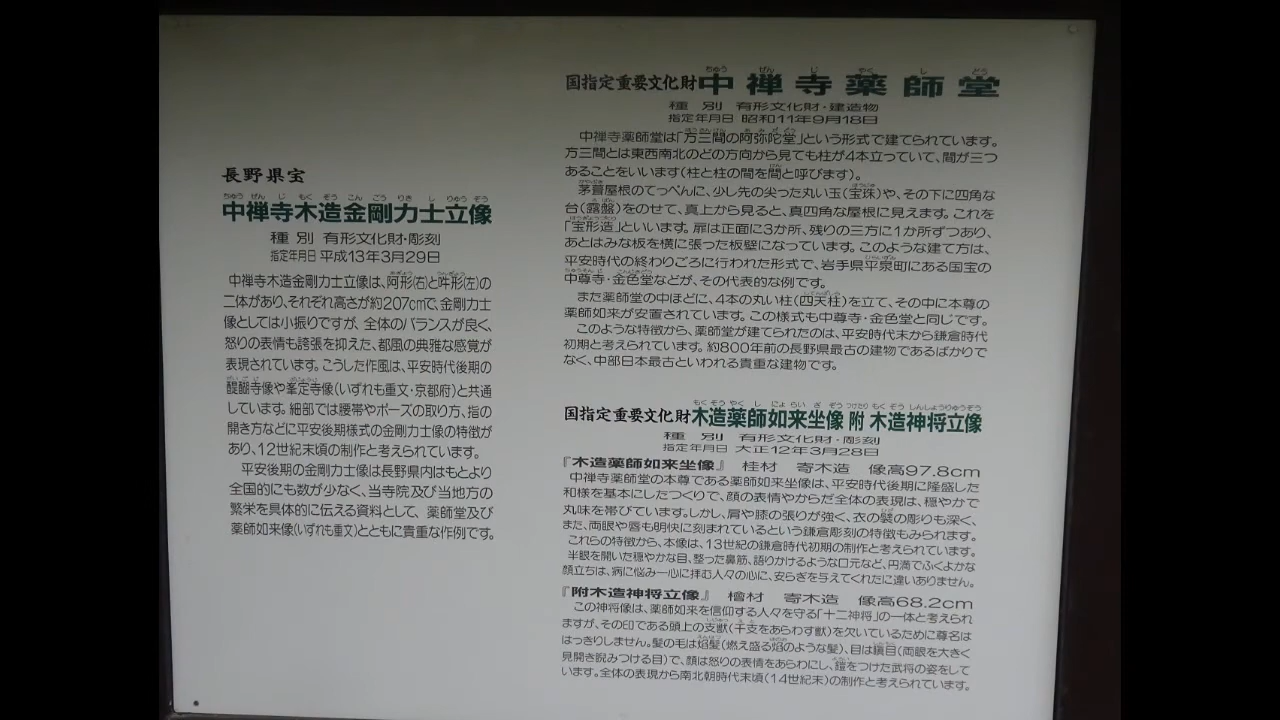 国指定重要文化財中禅寺薬師堂
種別 有形文化財・建造物
指定年月日 昭和11年9月18日
中禅寺薬師堂は「方三間の阿弥陀堂」という形式で建てられています。
方三間とは東西南北のどの方向から見ても柱が4本立っていて、間が三つ
あることをいいます(柱と柱の間を間と呼びます)。
茅葺屋根のてっぺんに、少し先の尖った丸い玉(宝珠)や、その下に四角な
台(露盤)をのせて、真上から見ると、真四角な屋根に見えます。これを
「宝形造」といいます。扉は正面に3か所、残りの三方に1か所ずつあり、
あとはみな板を横に張った板壁になっています。このような建て方は、
平安時代の終わりごろに行われた形式で、岩手県平泉町にある国宝の
中尊寺・金色堂などが、その代表的な例です。
また薬師堂の中ほどに、4本の丸い柱(四天柱)を立て、その中に本尊の
薬師如来が安置されています。この様式も中尊寺・金色堂と同じです。
このような特徴から、薬師堂が建てられたのは、平安時代末から鎌倉時代
初期と考えられています。約800年前の長野県最古の建物であるばかりで
なく、中部日本最古といわれる貴重な建物です。
国指定重要文化財木造薬師如来坐像 附 木造神将立像
種別 有形文化財・彫刻
指定年月日 大正12年3月28日
『木造薬師如来坐像』 桂材 寄木造 像高97.8cm
中禅寺薬師堂の本尊である薬師如来坐像は、平安時代後期に隆盛した
和様を基本にしたつくりで、顔の表情やからだ全体の表現は、穏やかで
丸味を帯びています。しかし、肩や膝の張りが強く、衣の襞の彫りも深く、
また、両眼や唇も明快に刻まれているという鎌倉彫刻の特徴もみられます。
これらの特徴から、本像は、13世紀の鎌倉時代初期の制作と考えられています。
半眼を開いた穏やかな目、整った鼻筋、語りかけるような口元など、円満でふくよかな
顔立ちは、病に悩み一心に拝む人々の心に、安らぎを与えてくれたに違いありません。
『附木造神将立像』 檜材 寄木造 像高68.2cm
この神将像は、薬師如来を信仰する人々を守る「十二神将」の一体と考えられ
ますが、その印である頭上の支獣(干支をあらわす獣)を欠いているために尊名は
はっきりしません。髪の毛は焔髪(燃え盛る焔のような髪)、目は瞋目(両眼を大きく
見開き睨みつける目)で、顔は怒りの表情をあらわにし、鎧をつけた武将の姿をして
います。全体の表現から南北朝時代末頃(14世紀末)の制作と考えられています。
長野県宝
中禅寺木造金剛力士立像
種別 有形文化財・彫刻
指定年月日 平成13年3月29日
中禅寺木造金剛力士立像は、阿形(右)と吽形(左)の
二体があり、それぞれ高さが約207cmで、金剛力士
像としては小振りですが、全体のバランスが良く、
怒りの表情も誇張を抑えた、都風の典雅な感覚が
表現されています。こうした作風は、平安時代後期の
醍醐寺像や峯定寺像(いずれも重文・京都府)と共通
しています。細部では腰帯やポーズの取り方、指の
開き方などに平安後期様式の金剛力士像の特徴が
あり、12世紀末頃の制作と考えられています。
平安後期の金剛力士像は長野県内はもとより
全国的にも数が少なく、当寺院及び当地方の
繁栄を具体的に伝える資料として、薬師堂及び
薬師如来像(いずれも重文)とともに貴重な作例です。